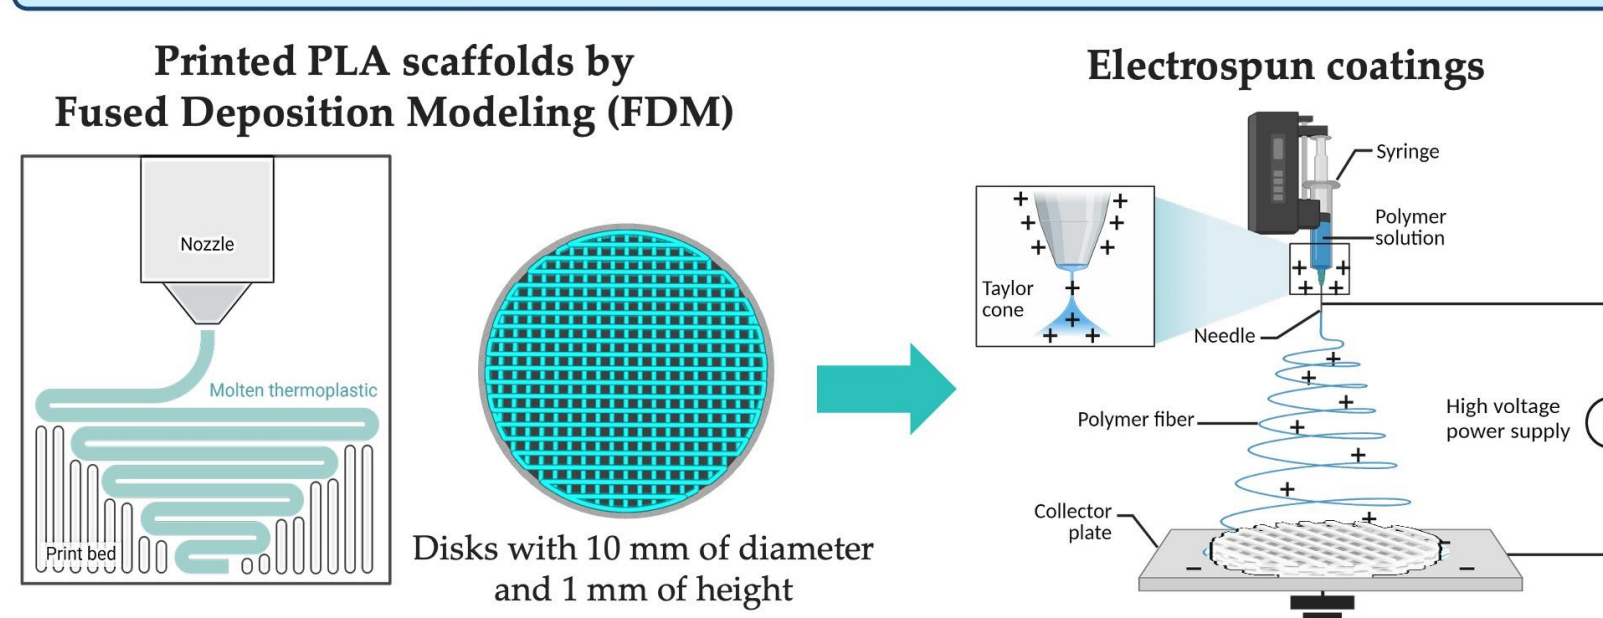 Printed PLA scaffolds by
Fused Deposition Modeling (FDM)
Nozzle
Molten thermoplastic
Print bed
Disks with 10 mm of diameter
and 1 mm of height
Electrospun coatings
Syringe
Polymer
solution
Taylor
cone
Needle
Polymer fiber
High voltage
power supply
Collector
plate